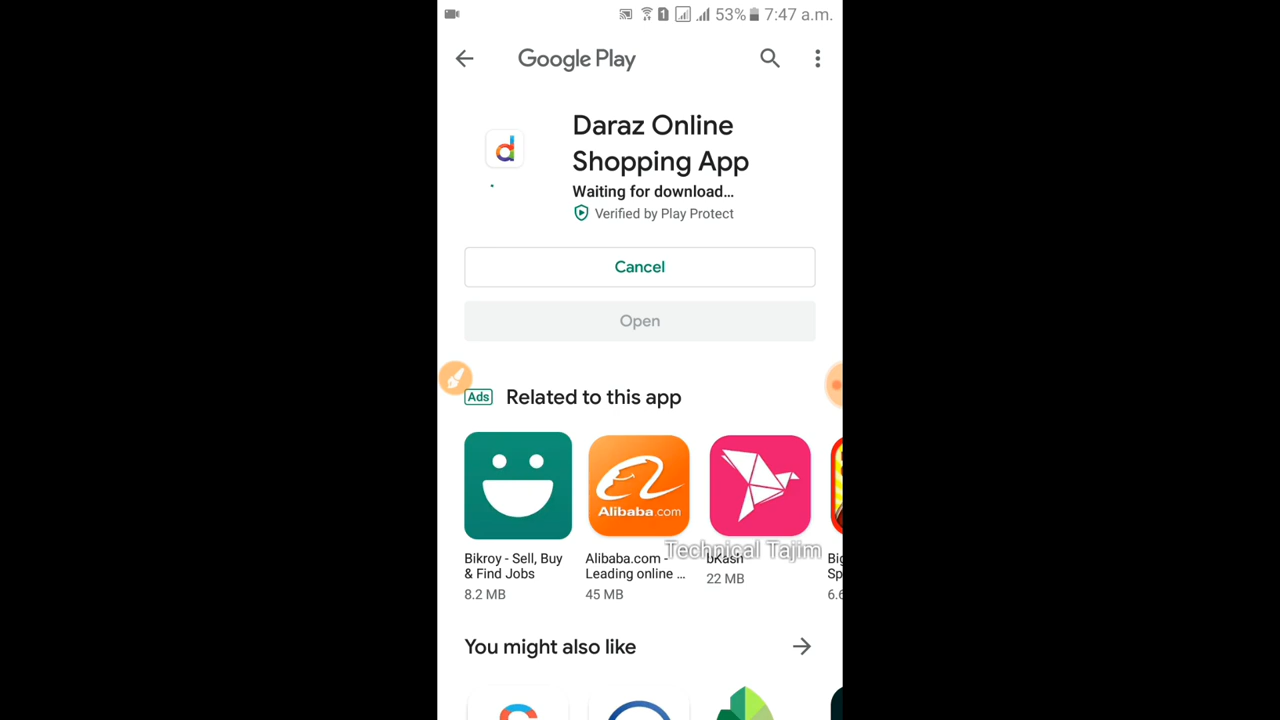 53% 7:47 a.m.
Google Play
Daraz Online
Shopping App
Waiting for download...
Verified by Play Protect
Cancel
Open
Ads Related to this app
Alibaba.com
Technical Tajim
Bikroy - Sell, Buy
& Find Jobs
8.2 MB
Alibaba.com -
Leading online ...
45 MB
bKash
22 MB
Big
Sp
6.6
You might also like